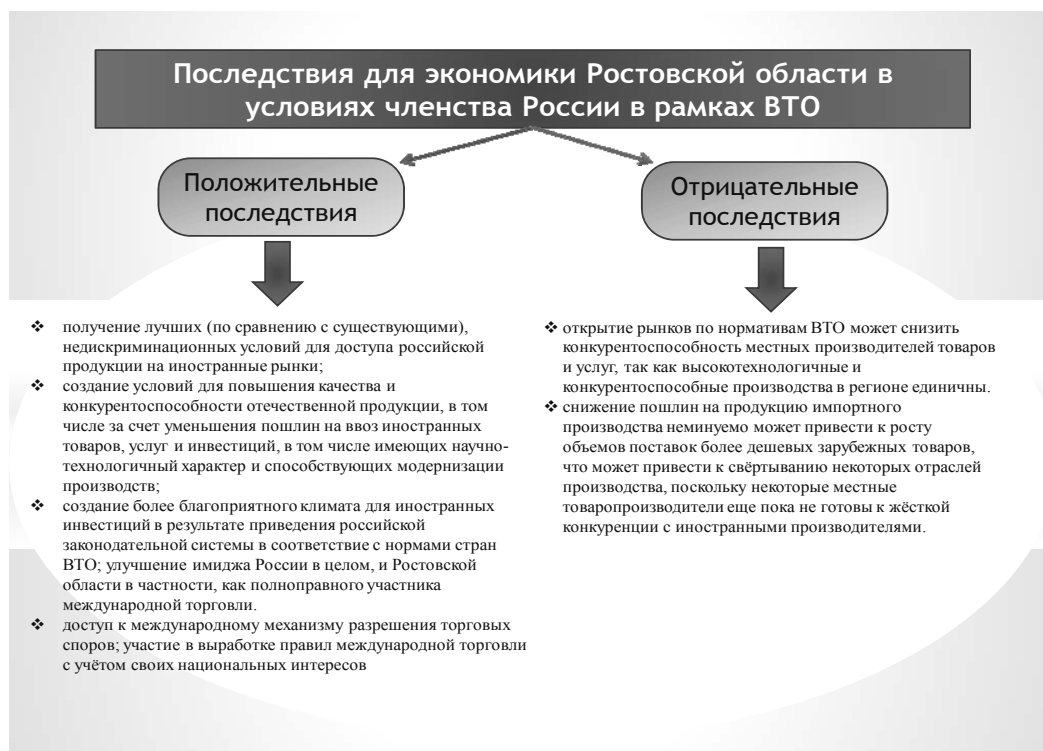 Последствия для экономики Ростовской области в
условиях членства России в рамках ВТО
Положительные
последствия
❖ получение лучших (по сравнению с существующими),
недискриминационных условий для доступа российской
продукции на иностранные рынки;
❖ создание условий для повышения качества и
конкурентоспособности отечественной продукции, в том
числе за счет уменьшения пошлин на ввоз иностранных
товаров, услуг и инвестиций, в том числе имеющих научно-
технологичный характер и способствующих модернизации
производств;
❖ создание более благоприятного климата для иностранных
инвестиций в результате приведения российской
законодательной системы в соответствие с нормами стран
ВТО; улучшение имиджа России в целом, и Ростовской
области в частности, как полноправного участника
международной торговли.
❖ доступ к международному механизму разрешения торговых
споров; участие в выработке правил международной торговли
с учётом своих национальных интересов
Отрицательные
последствия
❖ открытие рынков по нормативам ВТО может снизить
конкурентоспособность местных производителей товаров
и услуг, так как высокотехнологичные и
конкурентоспособные производства в регионе единичны.
❖ снижение пошлин на продукцию импортного
производства неминуемо может привести к росту
объемов поставок более дешевых зарубежных товаров,
что может привести к свёртыванию некоторых отраслей
производства, поскольку некоторые местные
товаропроизводители еще пока не готовы к жёсткой
конкуренции с иностранными производителями.